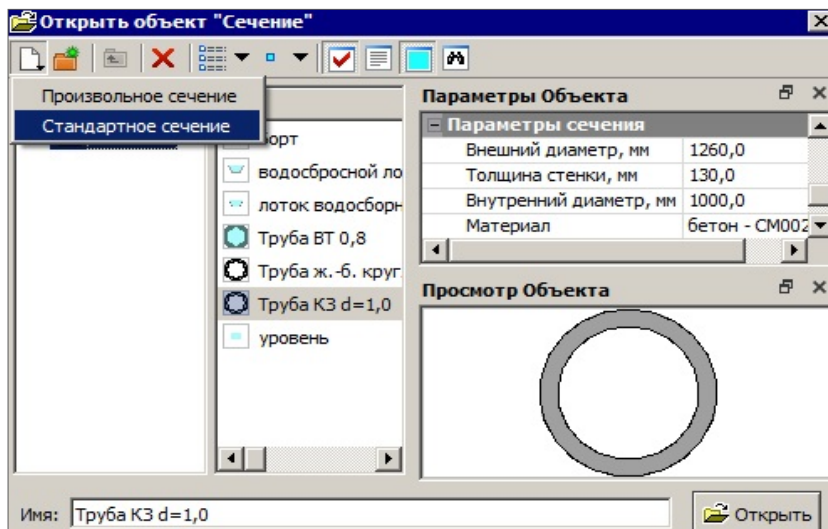 Открыть объект "Сечение"
Произвольное сечение
Стандартное сечение
борт
водосбросной ло
лоток водосборн
Труба ВТ 0,8
Труба ж.-б. круг
Труба КЗ d=1,0
уровень
Параметры Объекта
Параметры сечения
Внешний диаметр, мм 1260,0
Толщина стенки, мм 130,0
Внутренний диаметр, мм 1000,0
Материал бетон - СМ002
Просмотр Объекта
Имя: Труба КЗ d=1,0
Открыть